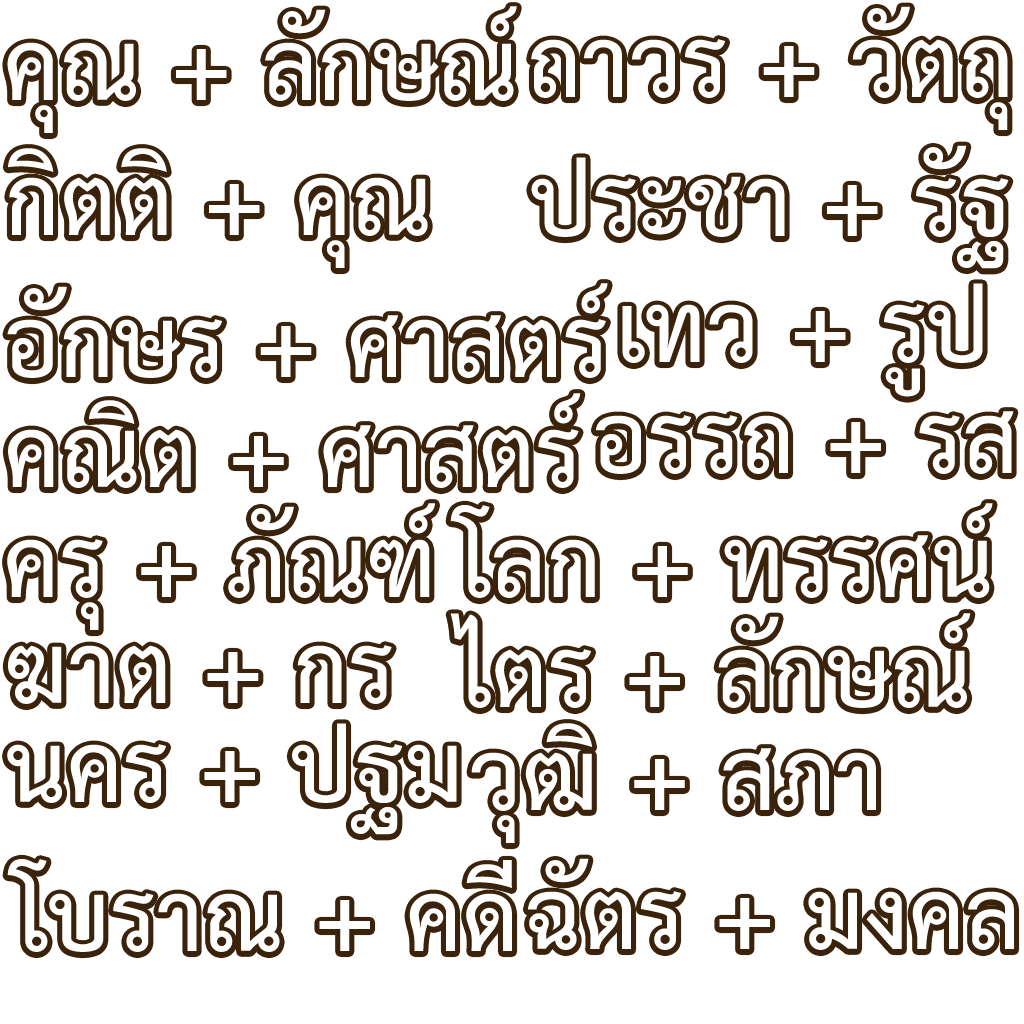 คุณ + ลักษณ์ ถาวร + วัตถุ
กิตติ + คุณ ประชา + รัฐ
อักษร + ศาสตร์ เทว + รูป
คณิต + ศาสตร์ อรรถ + รส
ครุ + ภัณฑ์ โลก + ทรรศน์
ฆาต + กร ไตร + ลักษณ์
นคร + ปฐม วุฒิ + สภา
โบราณ + คดี ฉัตร + มงคล